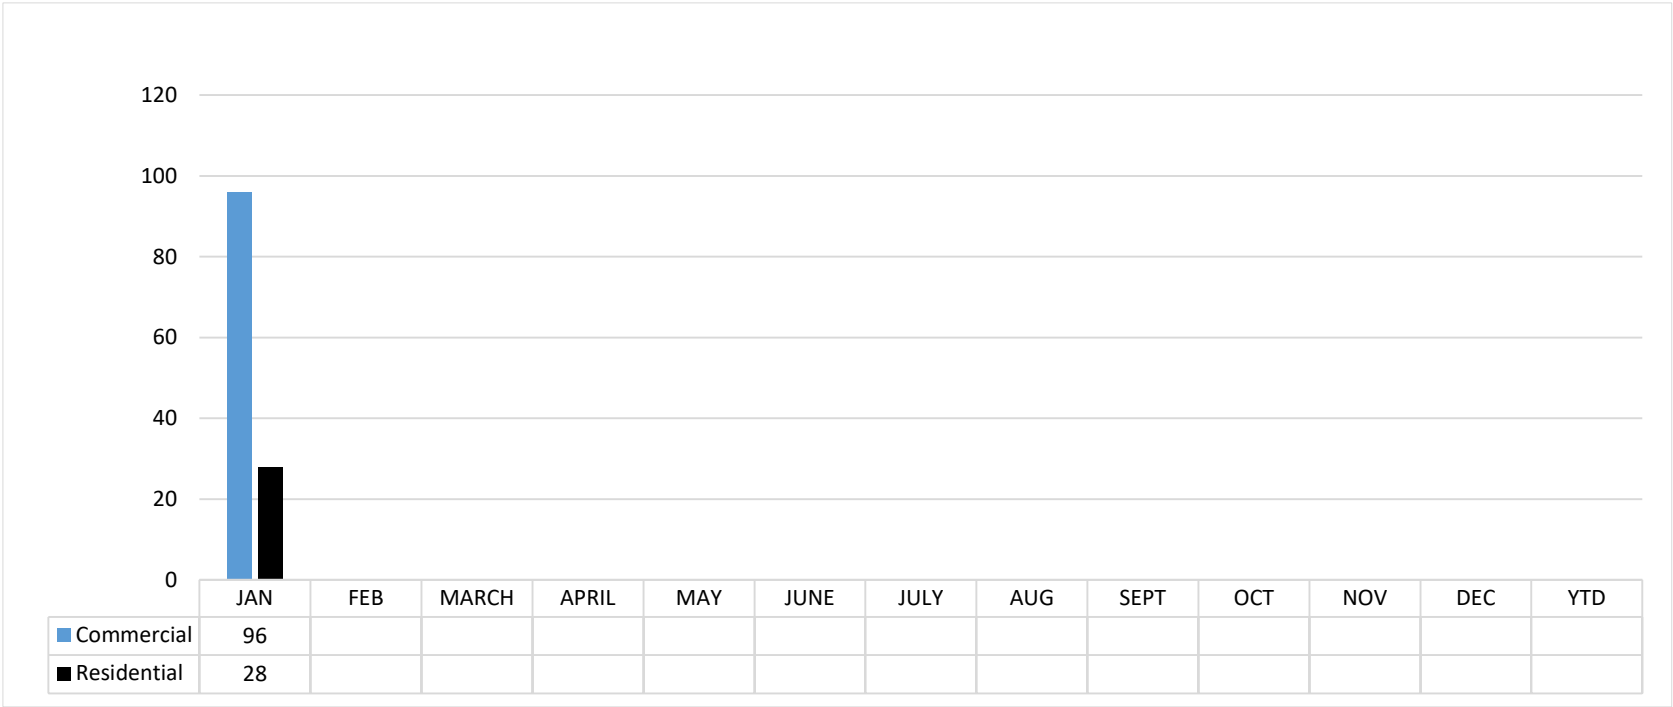 120
100
80
60
40
20
0
JAN FEB MARCH APRIL MAY JUNE JULY AUG SEPT OCT NOV DEC YTD
Commercial 96
Residential 28